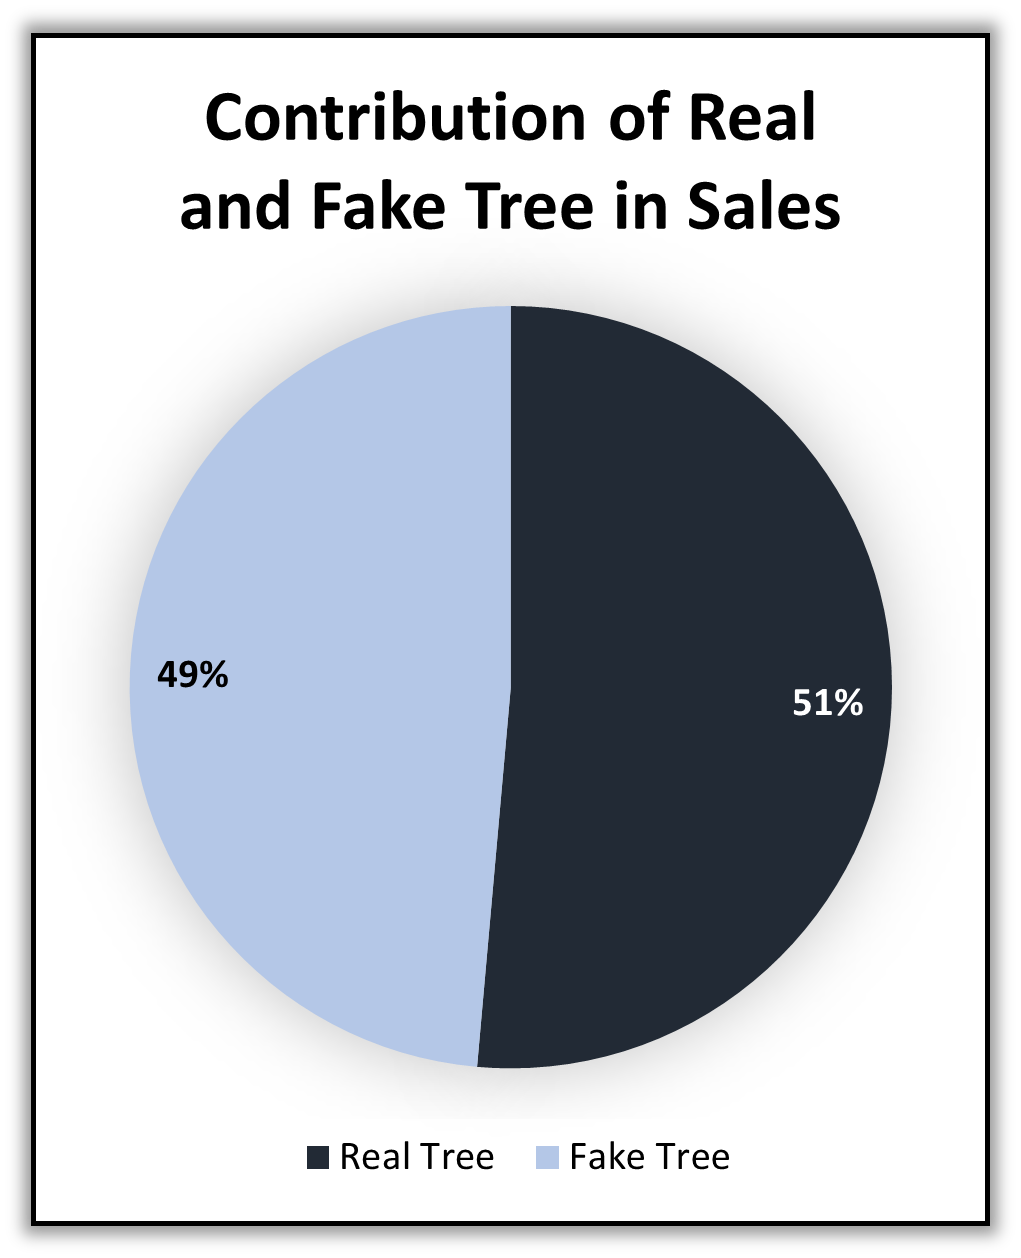 Contribution of Real
and Fake Tree in Sales
49%
51%
Real Tree Fake Tree